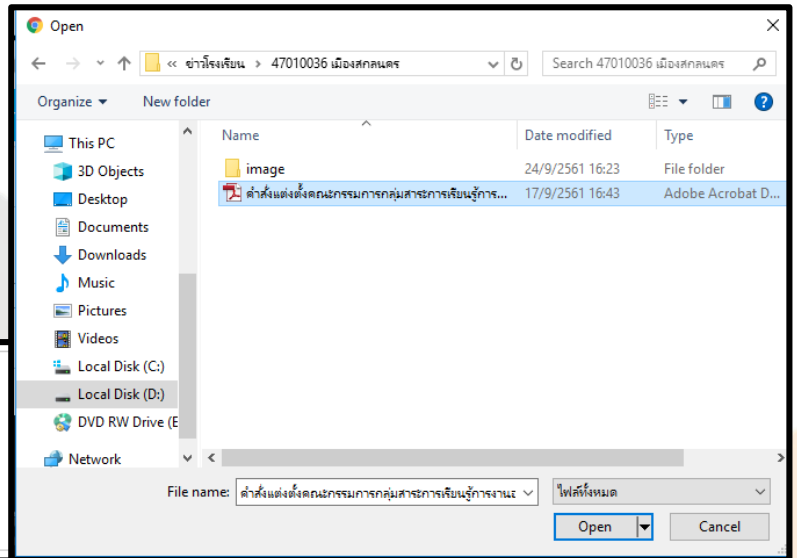 Open
« ข่าวโรงเรียน > 47010036 เมืองสกลนคร
Search 47010036 เมืองสกลนคร
Organize New folder
This PC
3D Objects
Desktop
Documents
Downloads
Music
Pictures
Videos
Local Disk (C:)
Local Disk (D:)
DVD RW Drive (E
Network
Name Date modified Type
image 24/9/2561 16:23 File folder
คำสั่งแต่งตั้งคณะกรรมการกลุ่มสาระการเรียนรู้การ... 17/9/2561 16:43 Adobe Acrobat D...
File name: คำสั่งแต่งตั้งคณะกรรมการกลุ่มสาระการเรียนรู้การงานอ
ไฟล์ทั้งหมด
Open Cancel